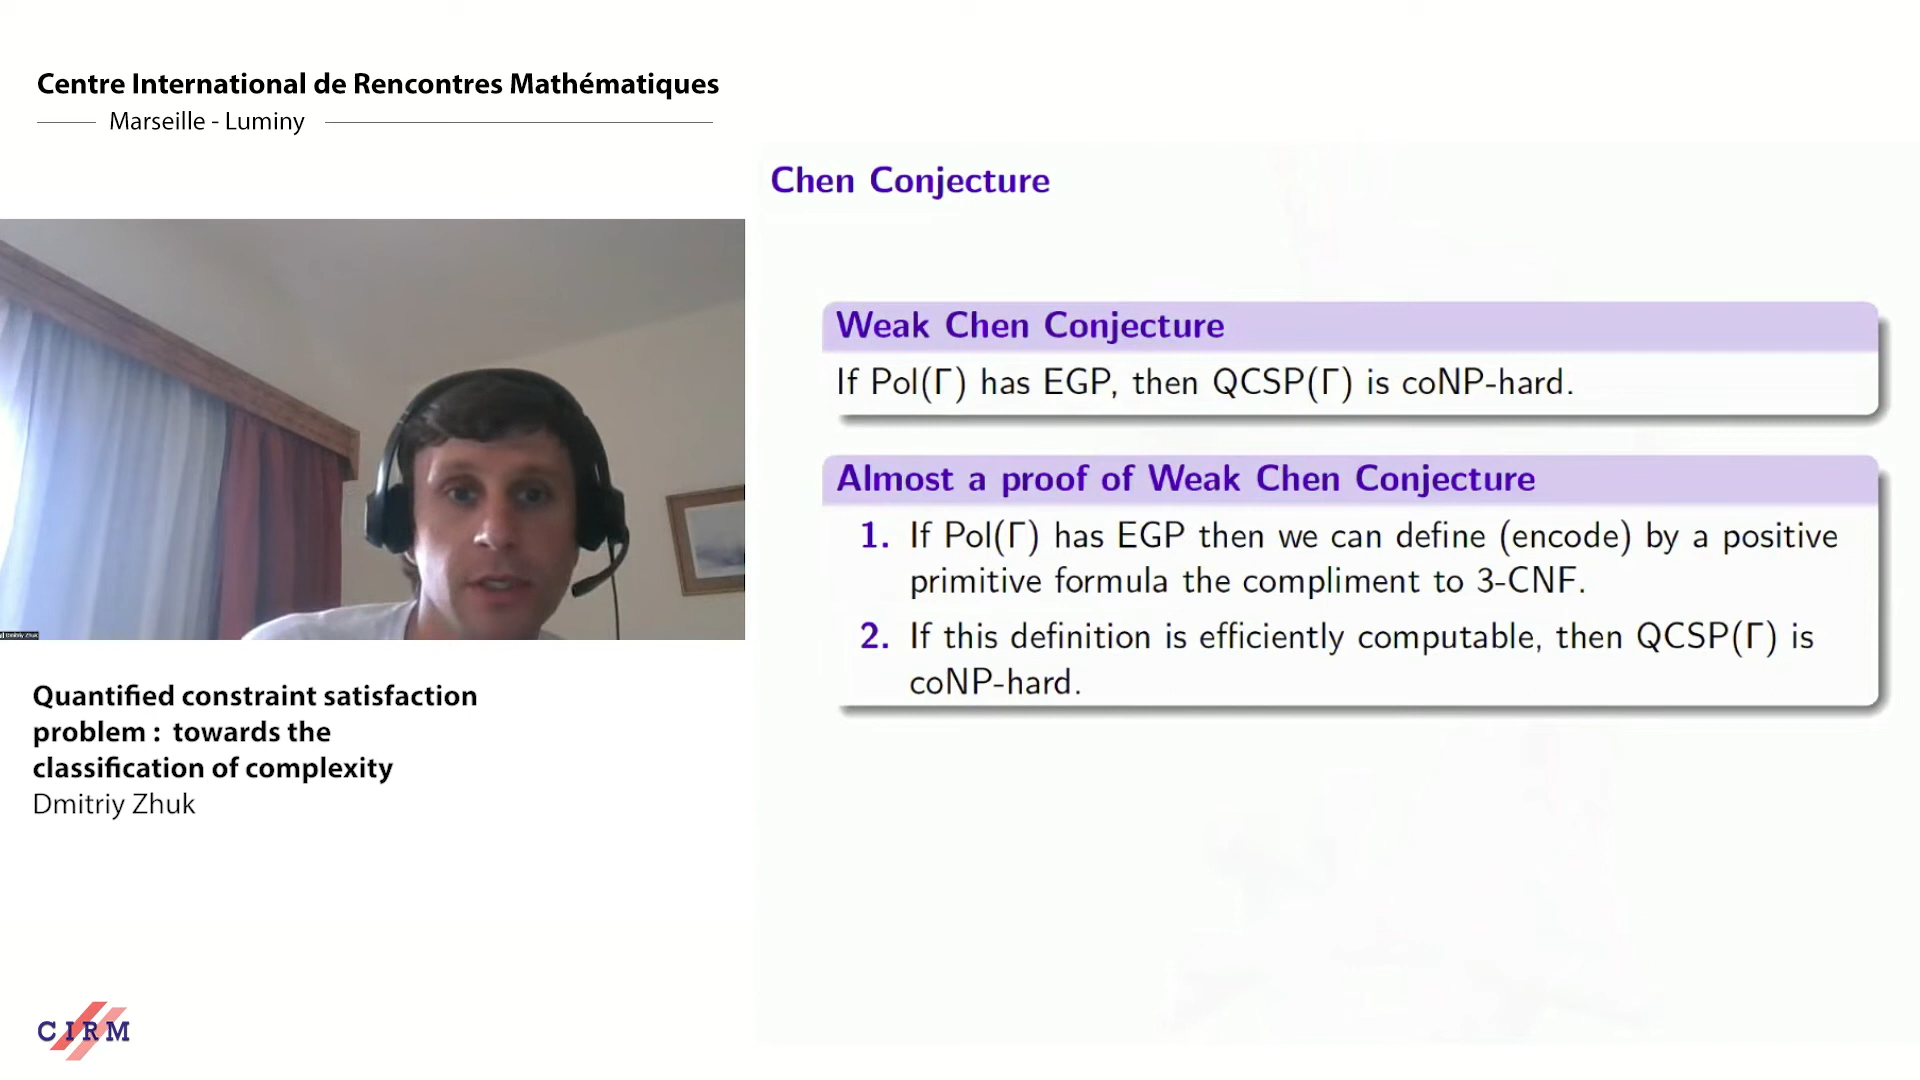 Centre International de Rencontres Mathématiques
Marseille - Luminy
Chen Conjecture
Weak Chen Conjecture
If Pol(Γ) has EGP, then QCSP(Γ) is coNP-hard.
Almost a proof of Weak Chen Conjecture
1. If Pol(Γ) has EGP then we can define (encode) by a positive
primitive formula the compliment to 3-CNF.
2. If this definition is efficiently computable, then QCSP(Γ) is
coNP-hard.
Dmitriy Zhuk
Quantified constraint satisfaction
problem : towards the
classification of complexity
Dmitriy Zhuk
CIRM